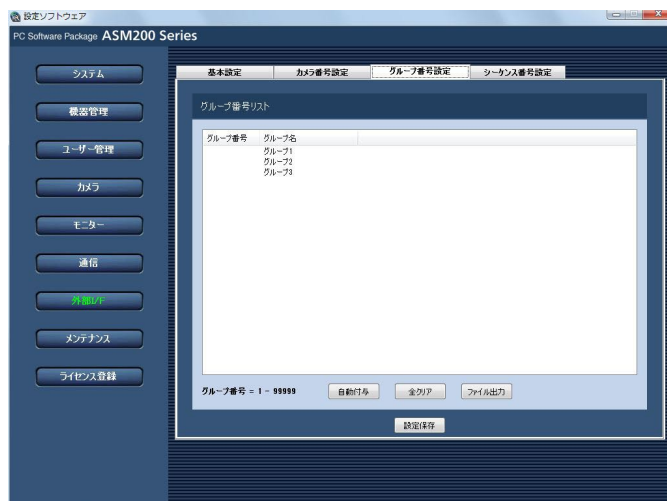 設定ソフトウェア
PC Software Package ASM200 Series
システム
機器管理
ユーザー管理
カメラ
モニター
通信
外部I/F
メンテナンス
ライセンス登録
基本設定 カメラ番号設定 グループ番号設定 シーケンス番号設定
グループ番号リスト
グループ番号 グループ名
グループ1
グループ2
グループ3
グループ番号 = 1 - 99999 自動付与 全クリア ファイル出力
設定保存